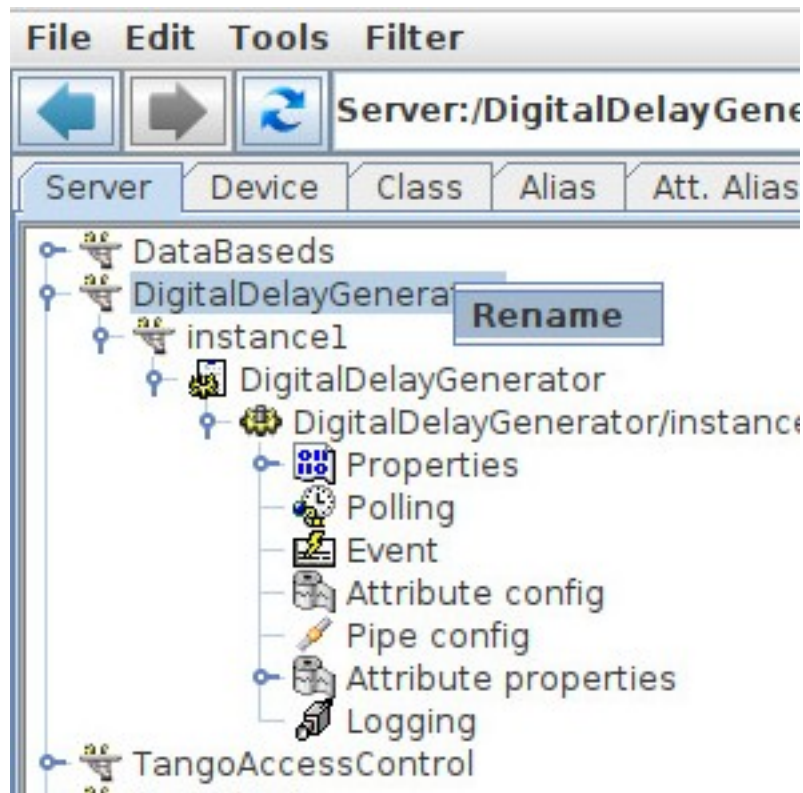 File Edit Tools Filter
Server:/DigitalDelayGene
Server Device Class Alias Att. Alias
DataBaseds
DigitalDelayGenera
Rename
instance1
DigitalDelayGenerator
DigitalDelayGenerator/instance
Properties
Polling
Event
Attribute config
Pipe config
Attribute properties
Logging
TangoAccessControl